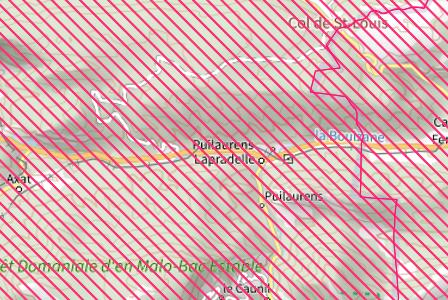 Col de St Louis
la Boulzane
Puilaurens
Lapradelle
Axat
Puilaurens
êt Domaniale d'en Malo-Bac Estable
le Caunil